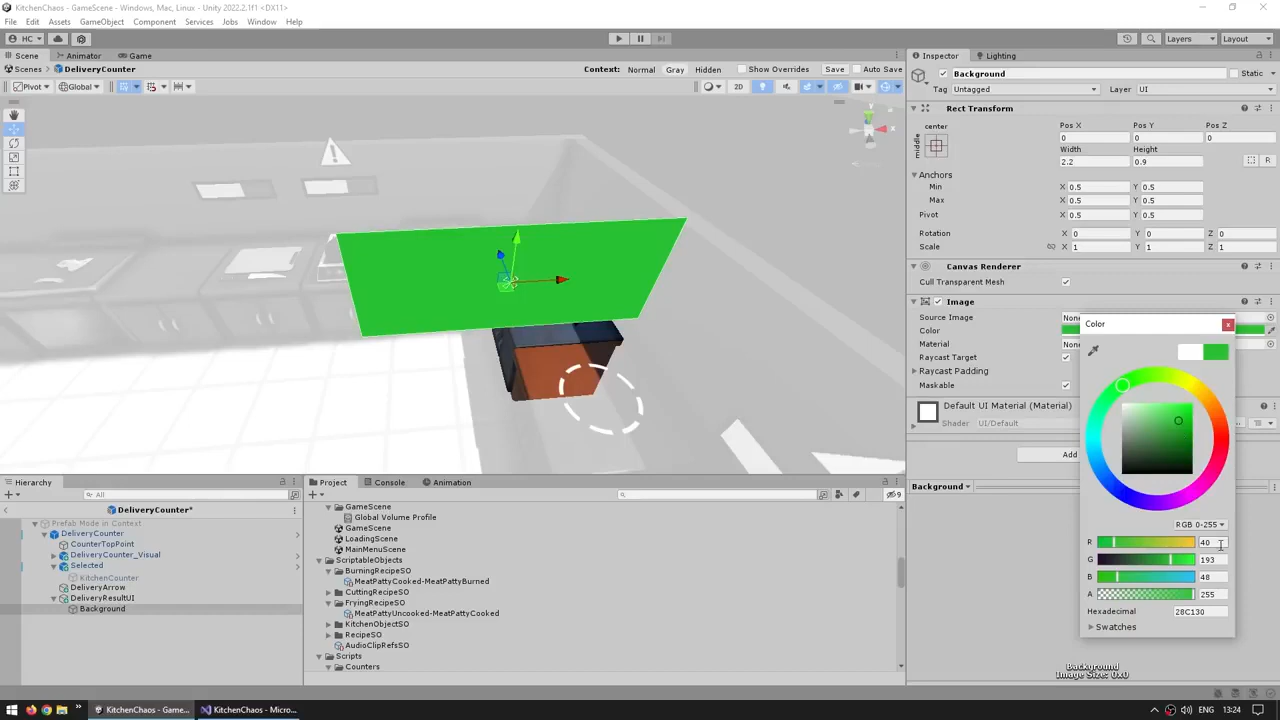 KitchenChaos - GameScene - Windows, Mac, Linux - Unity 2022.2.1f1 <DX11>
File Edit Assets GameObject Component Services Jobs Window Help
HC Layers Layout
Scene Animator Game Inspector Lighting
Scenes DeliveryCounter Context: Normal Gray Hidden Show Overrides Save Auto Save
Background Static
Pivot Global 2D
Tag Untagged Layer UI
Rect Transform
center Pos X Pos Y Pos Z
middle 0 0 0
Width Height
2.2 0.9 R
Anchors
Min X 0.5 Y 0.5
Max X 0.5 Y 0.5
Pivot X 0.5 Y 0.5
Rotation X 0 Y 0 Z 0
Scale X 1 Y 1 Z 1
Canvas Renderer
Cull Transparent Mesh
Image
Source Image
Color
Material
Raycast Target
Raycast Padding
Maskable
Default UI Material (Material)
Shader UI/Default
Add
Background
Color
RGB 0-255
R 40
G 193
B 48
A 255
Hexadecimal 28C130
Swatches
Background
Image Size: 0x0
Hierarchy
All
DeliveryCounter*
Prefab Mode in Context
DeliveryCounter
CounterTopPoint
DeliveryCounter_Visual
Selected
KitchenCounter
DeliveryArrow
DeliveryResultUI
Background
Project Console Animation
9
GameScene
Global Volume Profile
GameScene
LoadingScene
MainMenuScene
ScriptableObjects
BurningRecipeSO
MeatPattyCooked-MeatPattyBurned
CuttingRecipeSO
FryingRecipeSO
MeatPattyUncooked-MeatPattyCooked
KitchenObjectSO
RecipeSO
AudioClipRefsSO
Scripts
Counters
KitchenChaos - Game... KitchenChaos - Micro... ENG 13:24